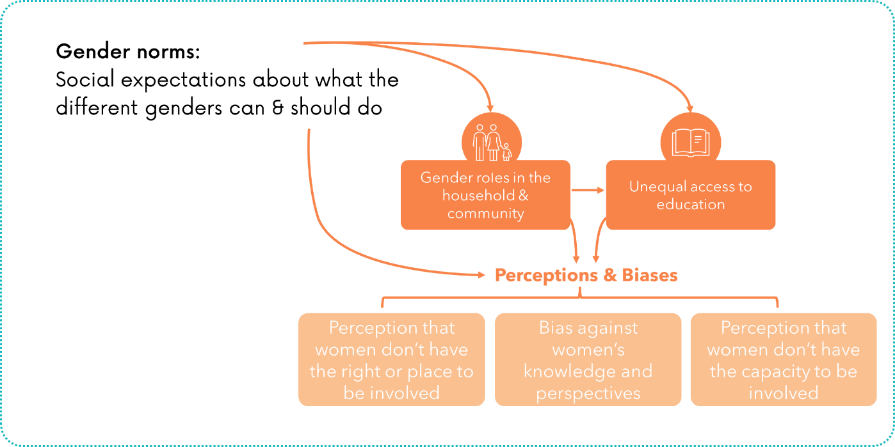 Gender norms:
Social expectations about what the
different genders can & should do
Gender roles in the
household &
community
Unequal access to
education
Perceptions & Biases
Perception that
women don't have
the right or place to
be involved
Bias against
women's
knowledge and
perspectives
Perception that
women don't have
the capacity to be
involved